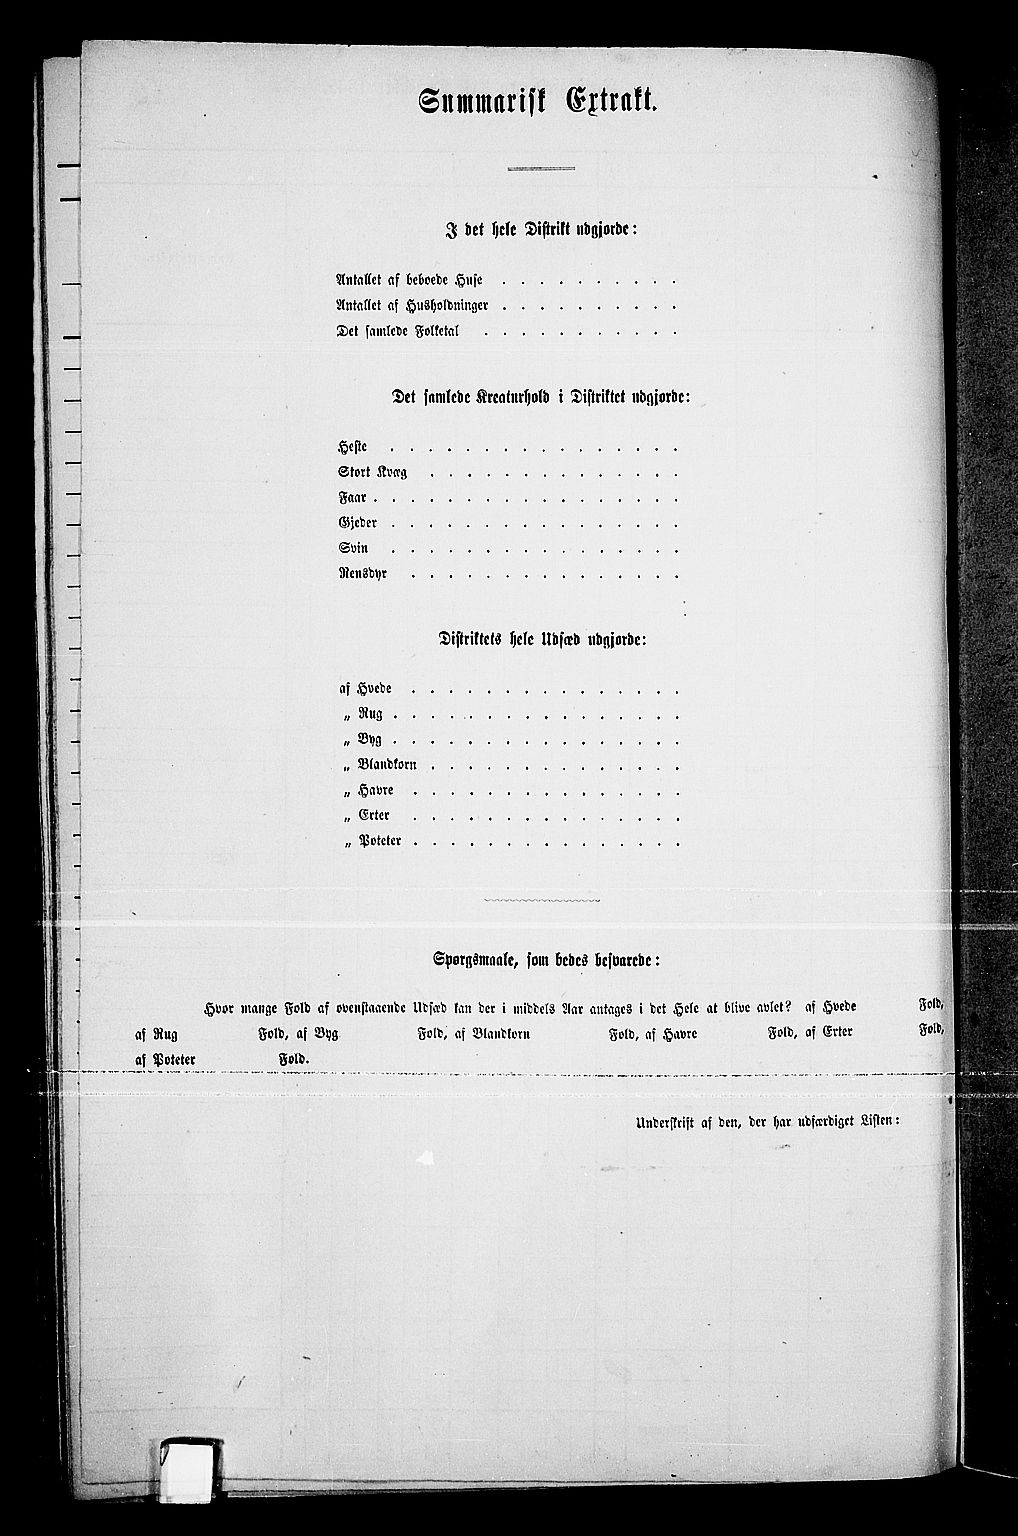 Summarisk Extrakt.
I det hele Distrikt udgjorde:
Antallet af beboede Huse . . . . . . . . . .
Antallet af Husholdninger . . . . . . . . . .
Det samlede Folketal . . . . . . . . . . .
Det samlede Kreaturhold i Distriktet udgjorde:
Heste . . . . . . . . . . . . . . . .
Stort Kvæg . . . . . . . . . . . . . .
Faar . . . . . . . . . . . . . . . . .
Gjeder . . . . . . . . . . . . . . . .
Svin . . . . . . . . . . . . . . . .
Rensdyr . . . . . . . . . . . . . . .
Distriktets hele Udsæd udgjorde:
af Hvede . . . . . . . . . . . . . . .
„ Rug . . . . . . . . . . . . . . . .
„ Byg . . . . . . . . . . . . . . . .
„ Blandkorn . . . . . . . . . . . . . .
„ Havre . . . . . . . . . . . . . . .
„ Erter . . . . . . . . . . . . . . .
„ Poteter . . . . . . . . . . . . . . .
Spørgsmaale, som bedes besvarede:
Hvor mange Fold af ovenstaaende Udsæd kan der i middels Aar antages i det Hele at blive avlet? af Hvede Fold,
af Rug Fold, af Byg Fold, af Blandkorn Fold, af Havre Fold, af Erter Fold,
af Poteter Fold.
Underskrift af den, der har udfærdiget Listen: